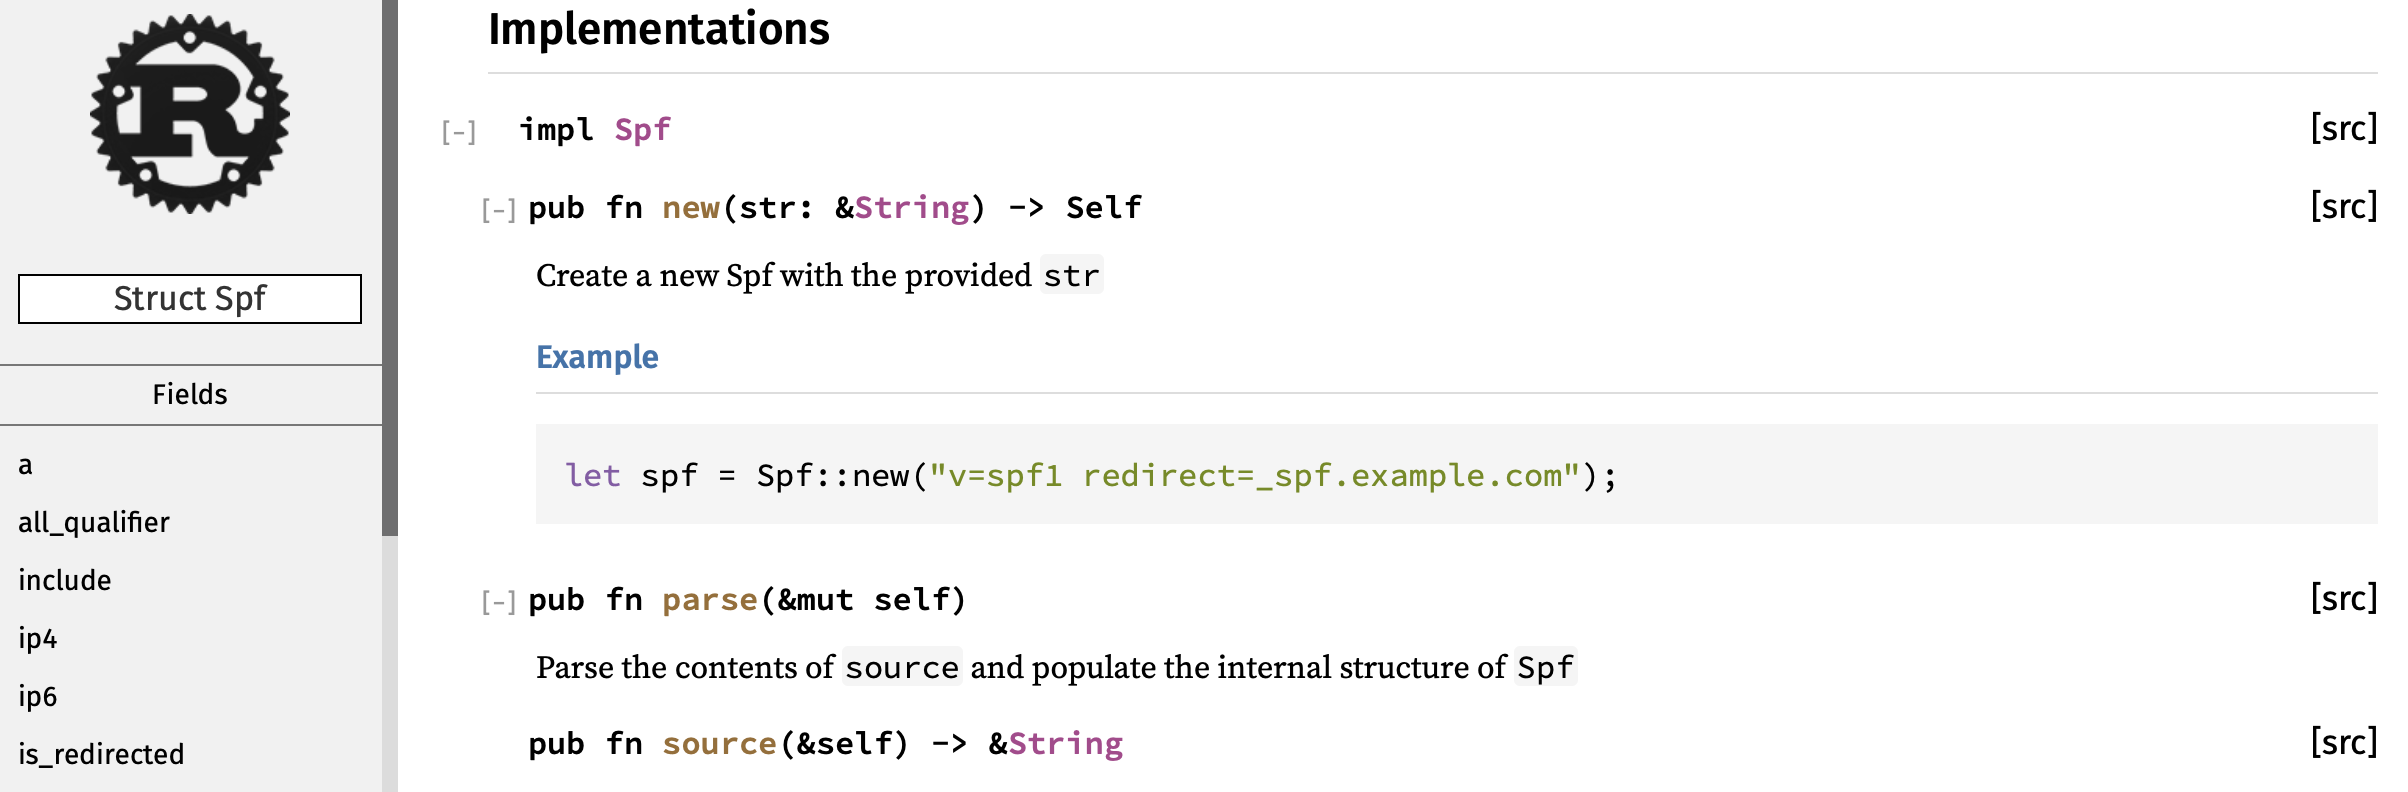 R
Struct Spf
Fields
a
all_qualifier
include
ip4
ip6
is_redirected
Implementations
[-] impl Spf [src]
[-] pub fn new(str: &String) -> Self [src]
Create a new Spf with the provided str
Example
let spf = Spf::new("v=spf1 redirect=_spf.example.com");
[-] pub fn parse(&mut self) [src]
Parse the contents of source and populate the internal structure of Spf
pub fn source(&self) -> &String [src]